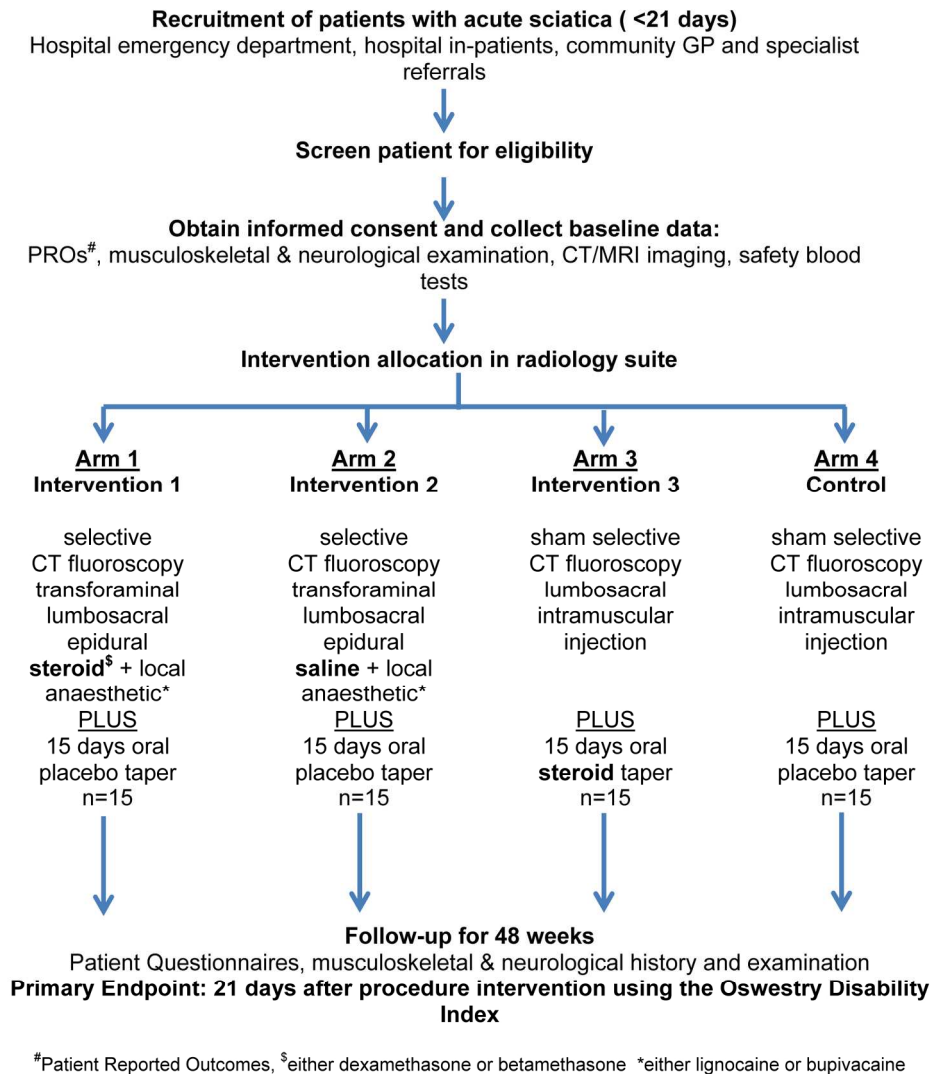 Recruitment of patients with acute sciatica ( <21 days)
Hospital emergency department, hospital in-patients, community GP and specialist
referrals
Screen patient for eligibility
Obtain informed consent and collect baseline data:
PROs#, musculoskeletal & neurological examination, CT/MRI imaging, safety blood
tests
Intervention allocation in radiology suite
Arm 1
Intervention 1
selective
CT fluoroscopy
transforaminal
lumbosacral
epidural
steroid$ + local
anaesthetic*
PLUS
15 days oral
placebo taper
n=15
Arm 2
Intervention 2
selective
CT fluoroscopy
transforaminal
lumbosacral
epidural
saline + local
anaesthetic*
PLUS
15 days oral
placebo taper
n=15
Arm 3
Intervention 3
sham selective
CT fluoroscopy
lumbosacral
intramuscular
injection
PLUS
15 days oral
steroid taper
n=15
Arm 4
Control
sham selective
CT fluoroscopy
lumbosacral
intramuscular
injection
PLUS
15 days oral
placebo taper
n=15
Follow-up for 48 weeks
Patient Questionnaires, musculoskeletal & neurological history and examination
Primary Endpoint: 21 days after procedure intervention using the Oswestry Disability
Index
#Patient Reported Outcomes, $either dexamethasone or betamethasone *either lignocaine or bupivacaine